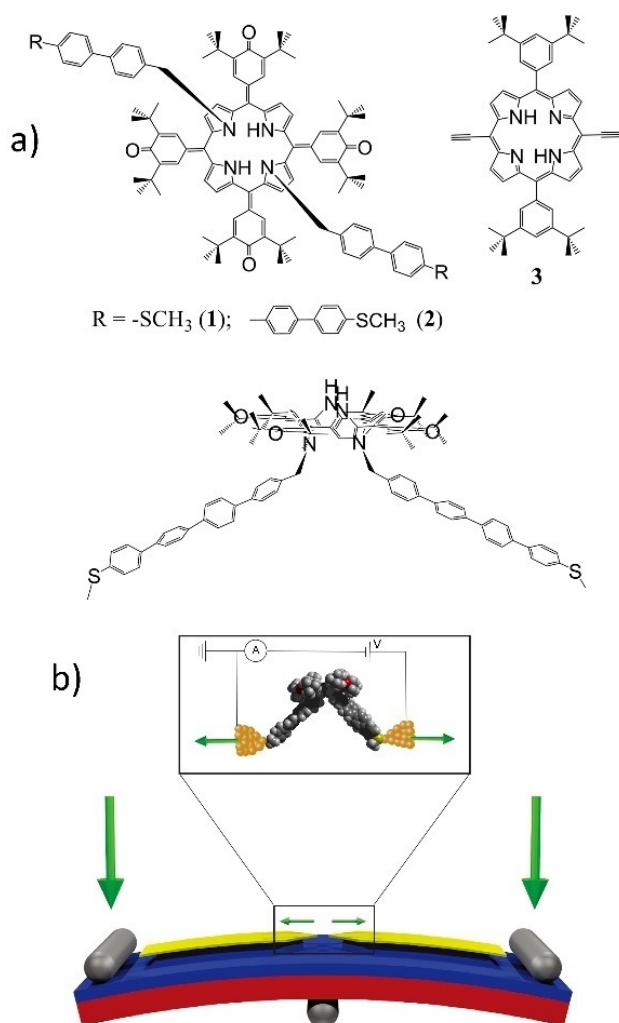 a)
R
O
N HN
O O
NH N
O
R
NH N
N HN
3
R = -SCH₃ (1); SCH₃ (2)
H H
N N
O O
O O
N N
S S
b)
A V